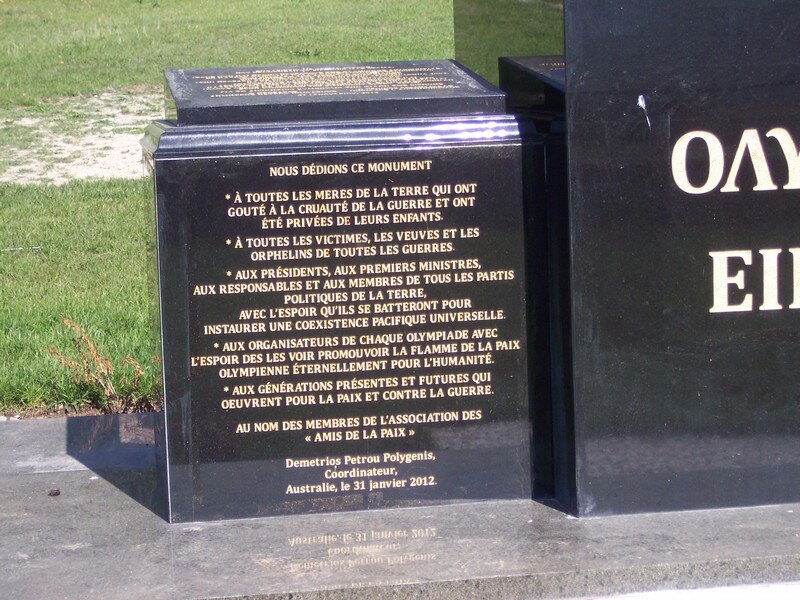 NOUS DÉDIONS CE MONUMENT
* À TOUTES LES MERES DE LA TERRE QUI ONT
GOUTÉ À LA CRUAUTÉ DE LA GUERRE ET ONT
ÉTÉ PRIVÉES DE LEURS ENFANTS.
* À TOUTES LES VICTIMES, LES VEUVES ET LES
ORPHELINS DE TOUTES LES GUERRES.
* AUX PRÉSIDENTS, AUX PREMIERS MINISTRES,
AUX RESPONSABLES ET AUX MEMBRES DE TOUS LES PARTIS
POLITIQUES DE LA TERRE,
AVEC L'ESPOIR QU'ILS SE BATTERONT POUR
INSTAURER UNE COEXISTENCE PACIFIQUE UNIVERSELLE.
* AUX ORGANISATEURS DE CHAQUE OLYMPIADE AVEC
L'ESPOIR DES LES VOIR PROMOUVOIR LA FLAMME DE LA PAIX
OLYMPIENNE ÉTERNELLEMENT POUR L'HUMANITÉ.
* AUX GÉNÉRATIONS PRÉSENTES ET FUTURES QUI
OEUVRENT POUR LA PAIX ET CONTRE LA GUERRE.
AU NOM DES MEMBRES DE L'ASSOCIATION DES
« AMIS DE LA PAIX »
Demetrios Petrou Polygenis,
Coordinateur,
Australie, le 31 janvier 2012.
ΟΛΥ
ΕΙ